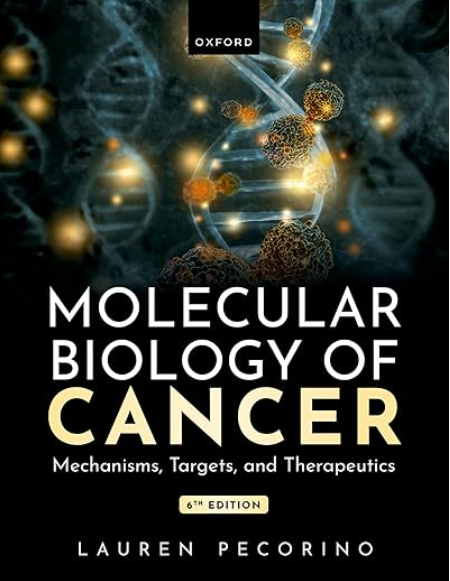 OXFORD
MOLECULAR
BIOLOGY OF
CANCER
Mechanisms, Targets, and Therapeutics
6TH EDITION
LAUREN PECORINO